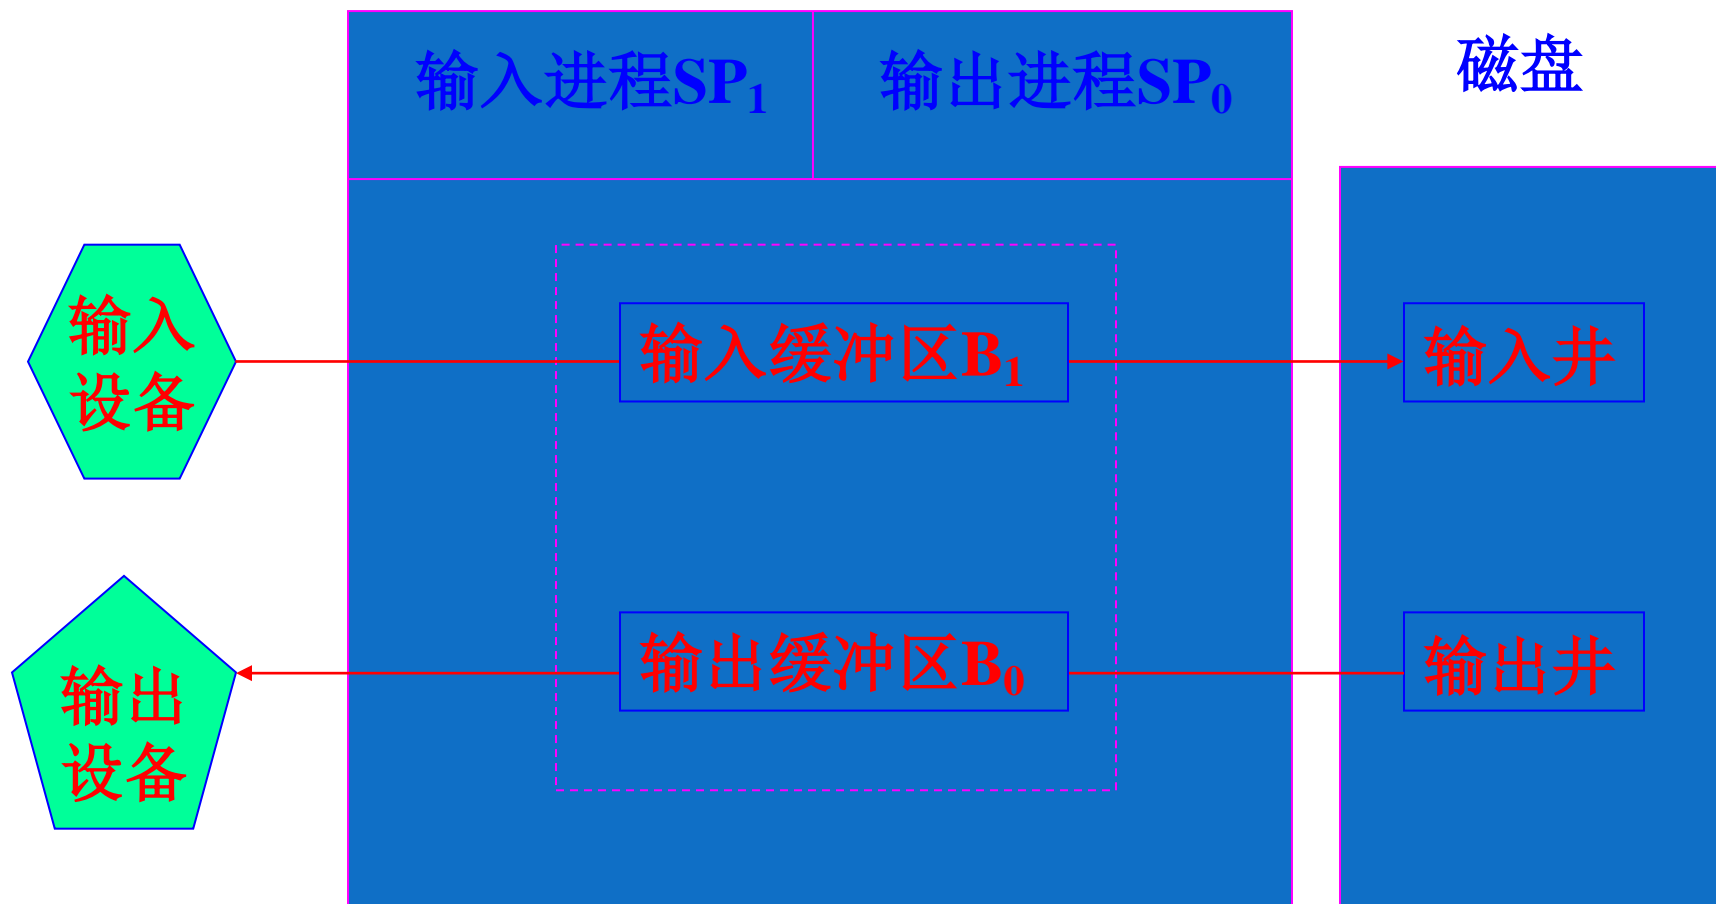 输入进程SP₁
输出进程SP₀
磁盘
输入
设备
输入缓冲区B₁
输入井
输出
设备
输出缓冲区B₀
输出井